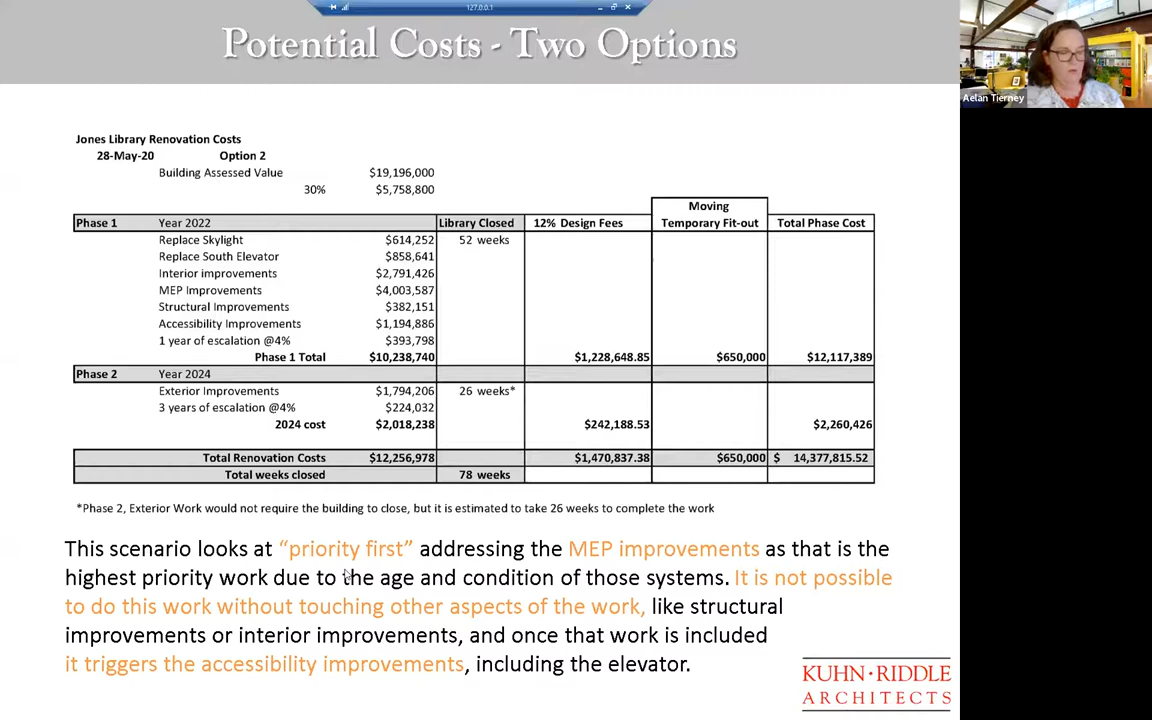 127.0.0.1
Potential Costs - Two Options
Aelan Tierney
Jones Library Renovation Costs
28-May-20 Option 2
Building Assessed Value $19,196,000
30% $5,758,800
Moving
Phase 1 Year 2022 Library Closed 12% Design Fees Temporary Fit-out Total Phase Cost
Replace Skylight $614,252 52 weeks
Replace South Elevator $858,641
Interior improvements $2,791,426
MEP Improvements $4,003,587
Structural Improvements $382,151
Accessibility Improvements $1,194,886
1 year of escalation @4% $393,798
Phase 1 Total $10,238,740 $1,228,648.85 $650,000 $12,117,389
Phase 2 Year 2024
Exterior Improvements $1,794,206 26 weeks*
3 years of escalation @4% $224,032
2024 cost $2,018,238 $242,188.53 $2,260,426
Total Renovation Costs $12,256,978 $1,470,837.38 $650,000 $ 14,377,815.52
Total weeks closed 78 weeks
*Phase 2, Exterior Work would not require the building to close, but it is estimated to take 26 weeks to complete the work
This scenario looks at “priority first” addressing the MEP improvements as that is the
highest priority work due to the age and condition of those systems. It is not possible
to do this work without touching other aspects of the work, like structural
improvements or interior improvements, and once that work is included
it triggers the accessibility improvements, including the elevator.
KUHN·RIDDLE
ARCHITECTS